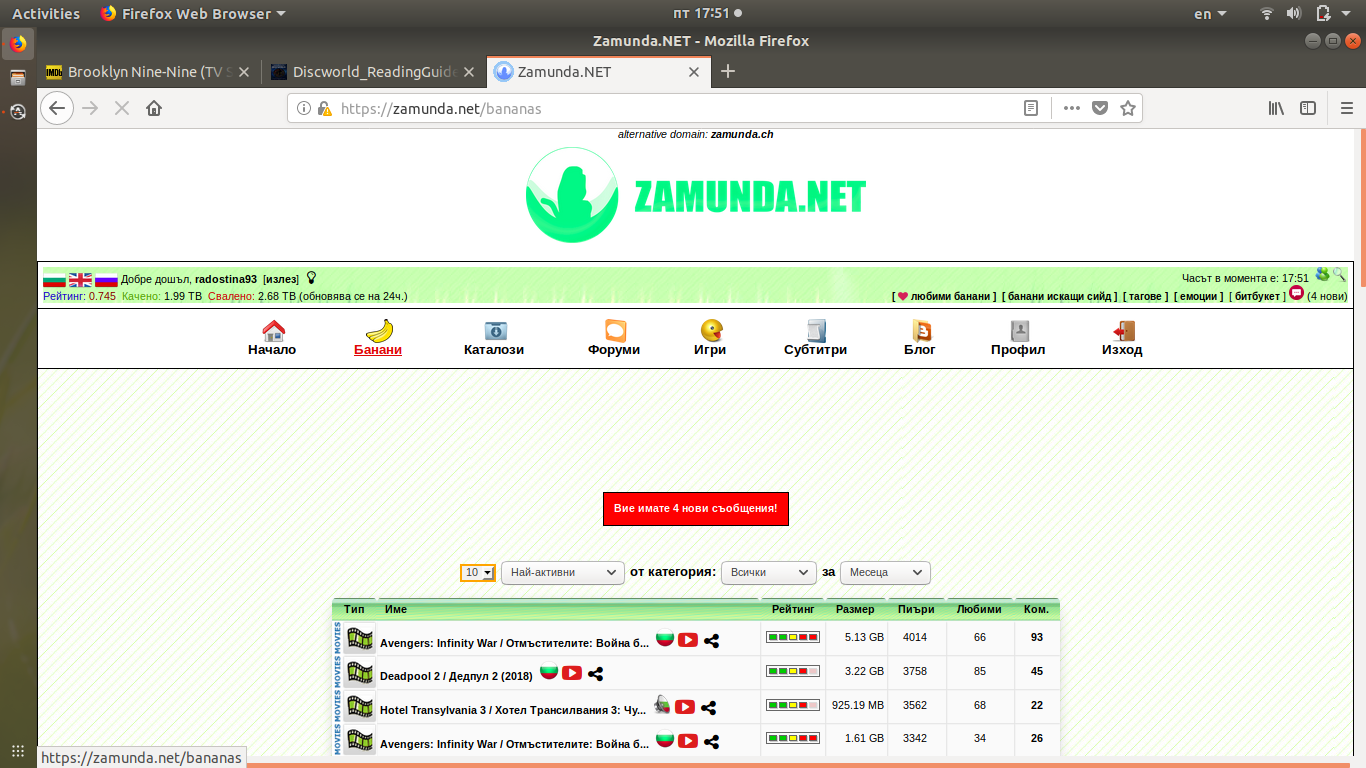 Activities Firefox Web Browser пт 17:51 en
Zamunda.NET - Mozilla Firefox
Brooklyn Nine-Nine (TV S Discworld_ReadingGuide Zamunda.NET
https://zamunda.net/bananas
alternative domain: zamunda.ch
ZAMUNDA.NET
Добре дошъл, radostina93 [излез] Часът в момента е: 17:51
Рейтинг: 0.745 Качено: 1.99 TB Свалено: 2.68 TB (обновява се на 24ч.) [ любими банани ] [ банани искащи сийд ] [ тагове ] [ емоции ] [ битбукет ] (4 нови)
Начало Банани Каталози Форуми Игри Субтитри Блог Профил Изход
Вие имате 4 нови съобщения!
10 Най-активни от категория: Всички за Месеца
Тип Име Рейтинг Размер Пиъри Любими Ком.
MOVIES Avengers: Infinity War / Отмъстителите: Война б... 5.13 GB 4014 66 93
MOVIES Deadpool 2 / Дедпул 2 (2018) 3.22 GB 3758 85 45
MOVIES Hotel Transylvania 3 / Хотел Трансилвания 3: Чу... 925.19 MB 3562 68 22
MOVIES Avengers: Infinity War / Отмъстителите: Война б... 1.61 GB 3342 34 26
https://zamunda.net/bananas